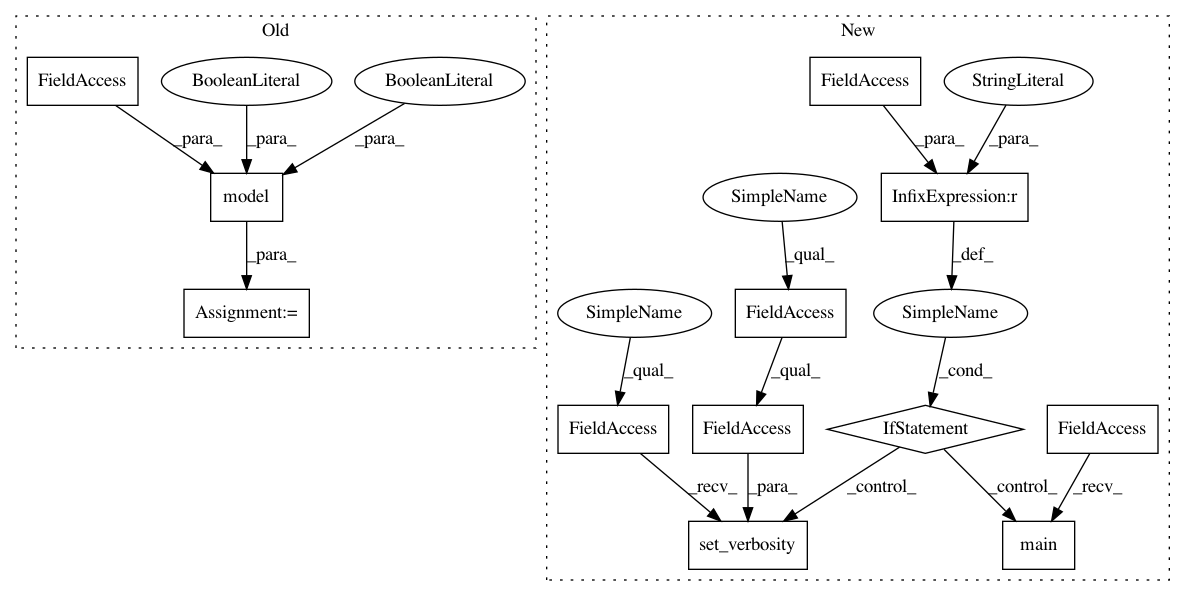 Old
New
FieldAccess
BooleanLiteral
BooleanLiteral
FieldAccess
StringLiteral
_para_
_para_
_para_
_para_
_para_
model
SimpleName
InfixExpression:r
_para_
_qual_
_def_
Assignment:=
SimpleName
FieldAccess
SimpleName
_qual_
_qual_
_cond_
FieldAccess
FieldAccess
IfStatement
FieldAccess
_recv_
_para_
_control_
_control_
_recv_
set_verbosity
main